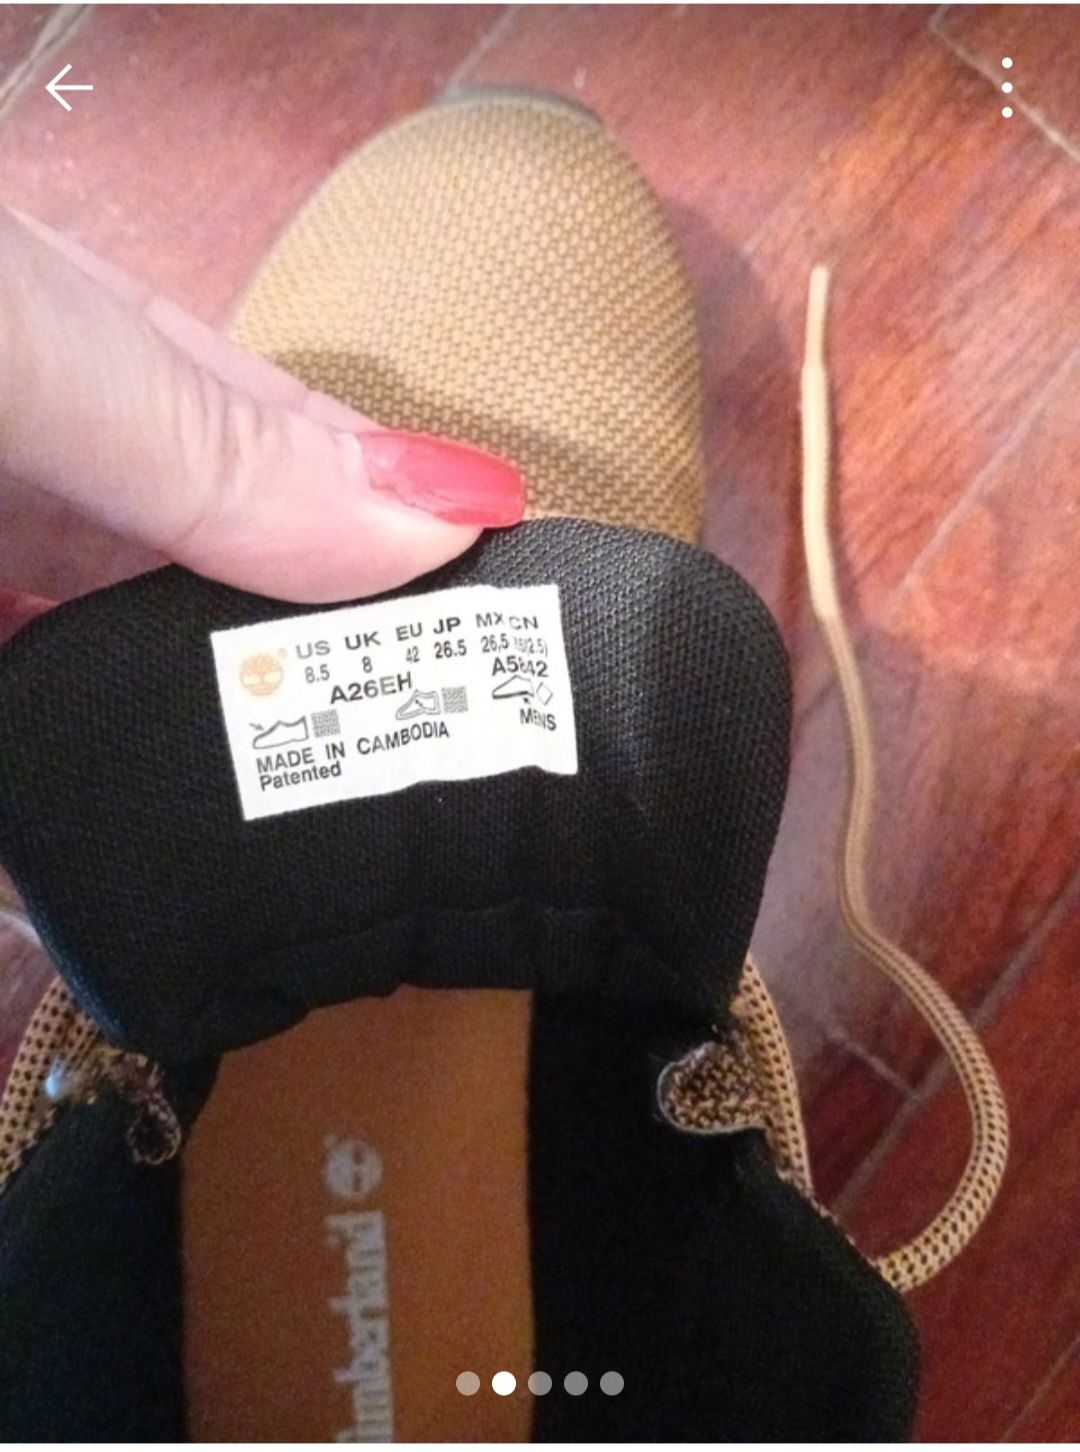 US UK EU JP MX CN
8.5 8 42 26.5 26.5
A26EH
MADE IN CAMBODIA
MENS
Patented
Timberland